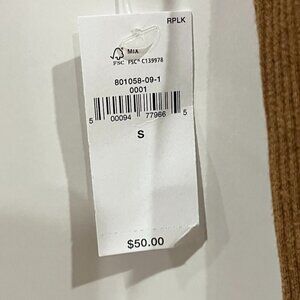 RPLK
MIX
FSC FSC® C139978
801058-09-1
0001
5 00094 77966 5
S
$50.00